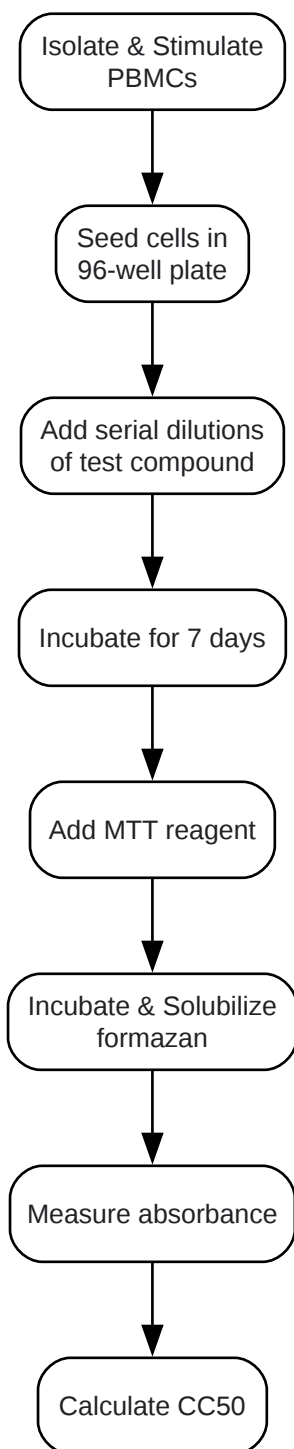 Isolate & Stimulate
PBMCs
Seed cells in
96-well plate
Add serial dilutions
of test compound
Incubate for 7 days
Add MTT reagent
Incubate & Solubilize
formazan
Measure absorbance
Calculate CC50